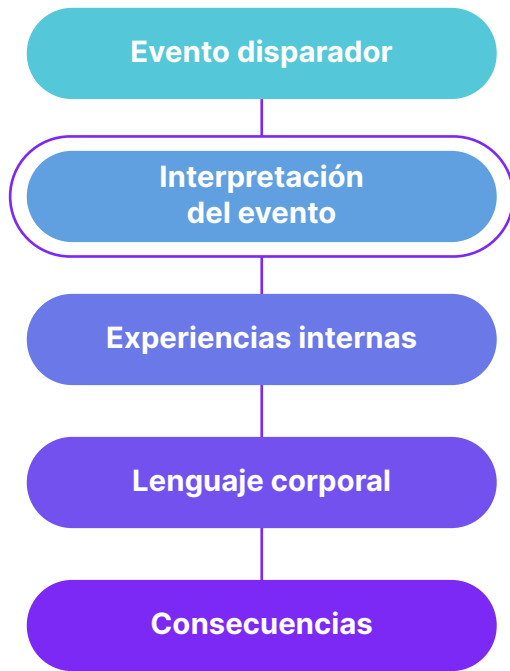 Evento disparador
Interpretación
del evento
Experiencias internas
Lenguaje corporal
Consecuencias